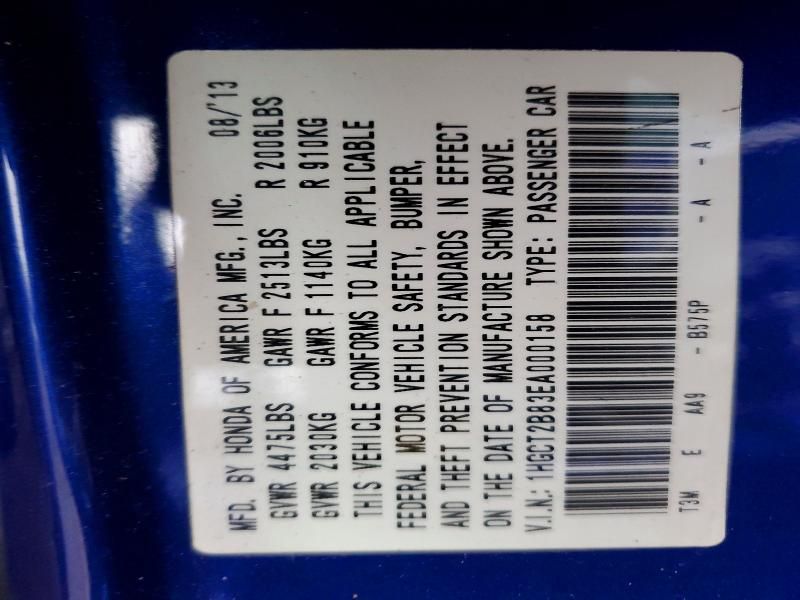 MFD. BY HONDA OF AMERICA MFG., INC. 08/'13
GVWR 4475LBS GAWR F 2513LBS R 2006LBS
GVWR 2030KG GAWR F 1140KG R 910KG
THIS VEHICLE CONFORMS TO ALL APPLICABLE
FEDERAL MOTOR VEHICLE SAFETY, BUMPER,
AND THEFT PREVENTION STANDARDS IN EFFECT
ON THE DATE OF MANUFACTURE SHOWN ABOVE.
V.I.N.: 1HGCT2B83EA000158 TYPE: PASSENGER CAR
T3M E AA9 - B575P - A - A